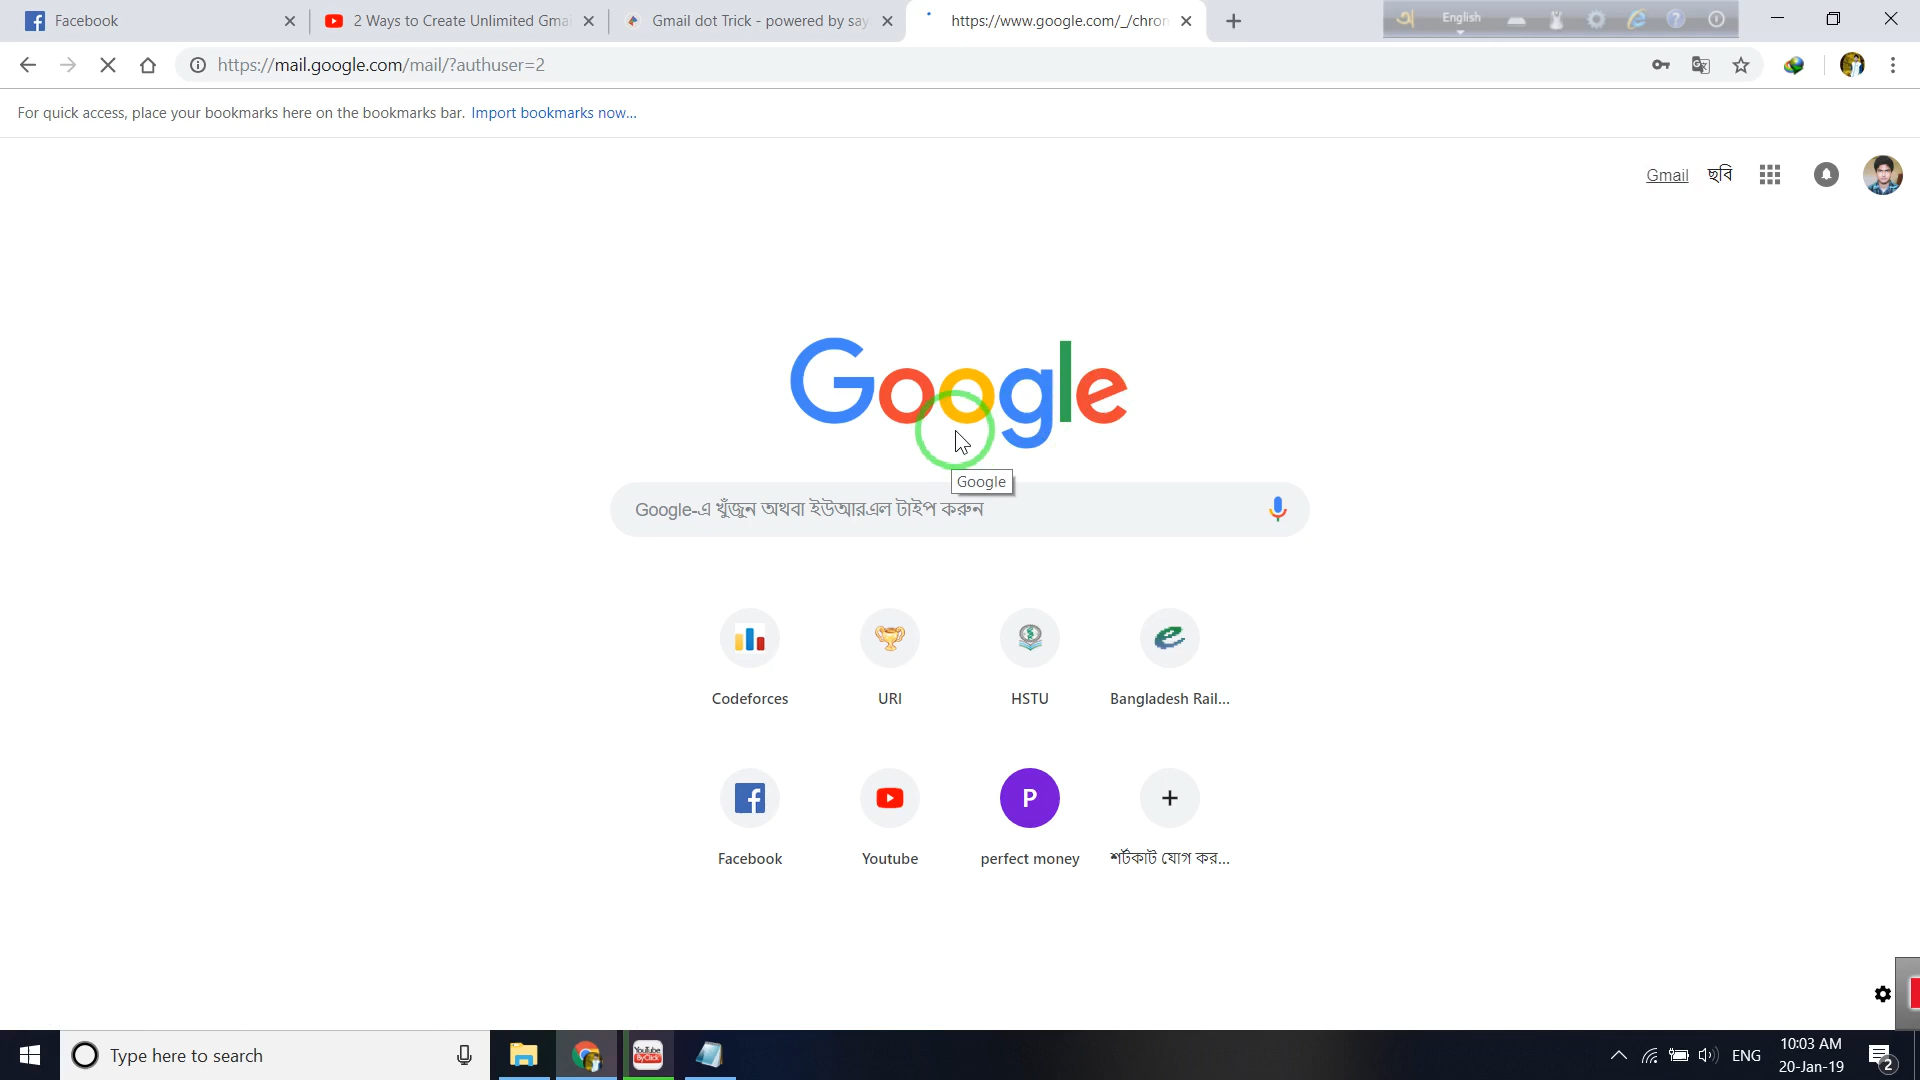 Facebook
2 Ways to Create Unlimited Gma
Gmail dot Trick - powered by say
https://www.google.com/_/chron
English
https://mail.google.com/mail/?authuser=2
For quick access, place your bookmarks here on the bookmarks bar. Import bookmarks now...
Gmail ছবি
Google
Google
Google-এ খুঁজুন অথবা ইউআরএল টাইপ করুন
Codeforces URI HSTU Bangladesh Rail...
P
Facebook Youtube perfect money শর্টকাট যোগ কর...
Type here to search
YouTube
ByClick
ENG
10:03 AM
20-Jan-19
2